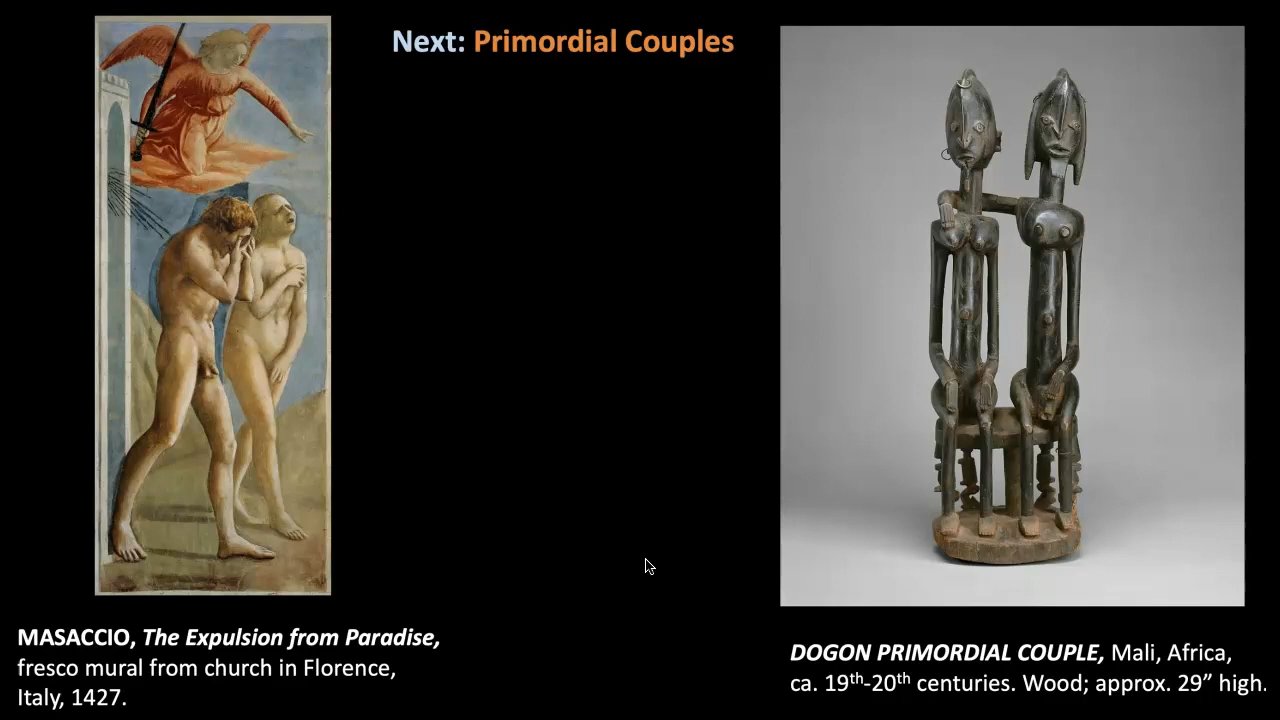 Next: Primordial Couples
MASACCIO, The Expulsion from Paradise,
fresco mural from church in Florence,
Italy, 1427.
DOGON PRIMORDIAL COUPLE, Mali, Africa,
ca. 19th-20th centuries. Wood; approx. 29” high.